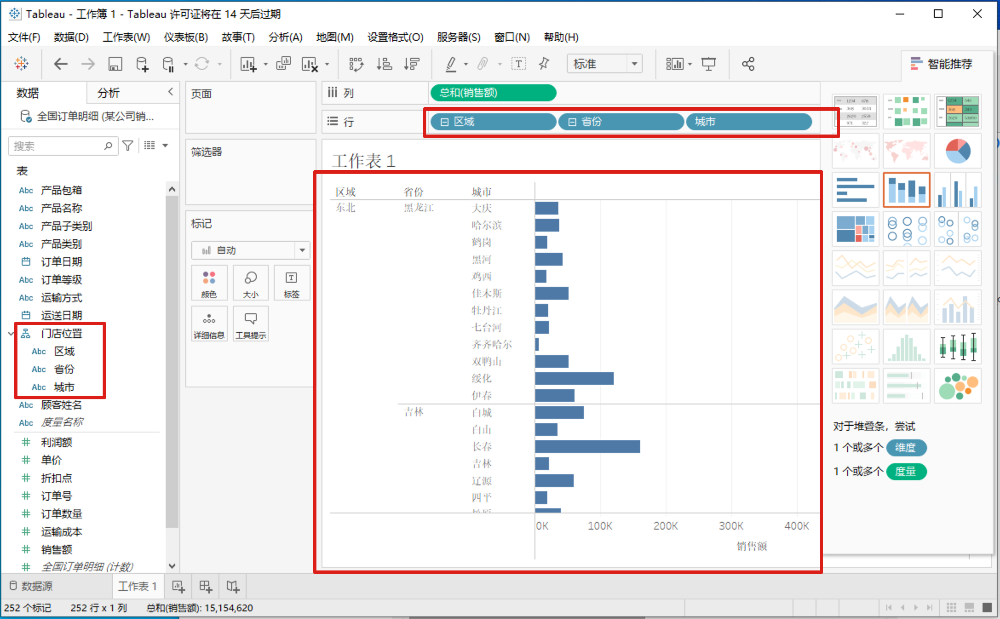 Tableau - 工作簿 1 - Tableau 许可证将在 14 天后过期
文件(F) 数据(D) 工作表(W) 仪表板(B) 故事(T) 分析(A) 地图(M) 设置格式(O) 服务器(S) 窗口(N) 帮助(H)
标准
智能推荐
数据 分析
全国订单明细 (某公司销...
搜索
表
Abc 产品包箱
Abc 产品名称
Abc 产品子类别
Abc 产品类别
订单日期
Abc 订单等级
Abc 运输方式
运送日期
门店位置
Abc 区域
Abc 省份
Abc 城市
Abc 顾客姓名
Abc 度量名称
利润额
单价
折扣点
订单号
订单数量
运输成本
销售额
全国订单明细 (计数)
页面
筛选器
标记
自动
颜色 大小 标签
详细信息 工具提示
列 总和(销售额)
行 区域 省份 城市
工作表 1
区域 省份 城市
东北 黑龙江 大庆
哈尔滨
鹤岗
黑河
鸡西
佳木斯
牡丹江
七台河
齐齐哈尔
双鸭山
绥化
伊春
吉林 白城
白山
长春
吉林
辽源
四平
0K 100K 200K 300K 400K
销售额
对于堆叠条，尝试
1 个或多个 维度
1 个或多个 度量
数据源 工作表 1
252 个标记 252 行 x 1 列 总和(销售额): 15,154,620